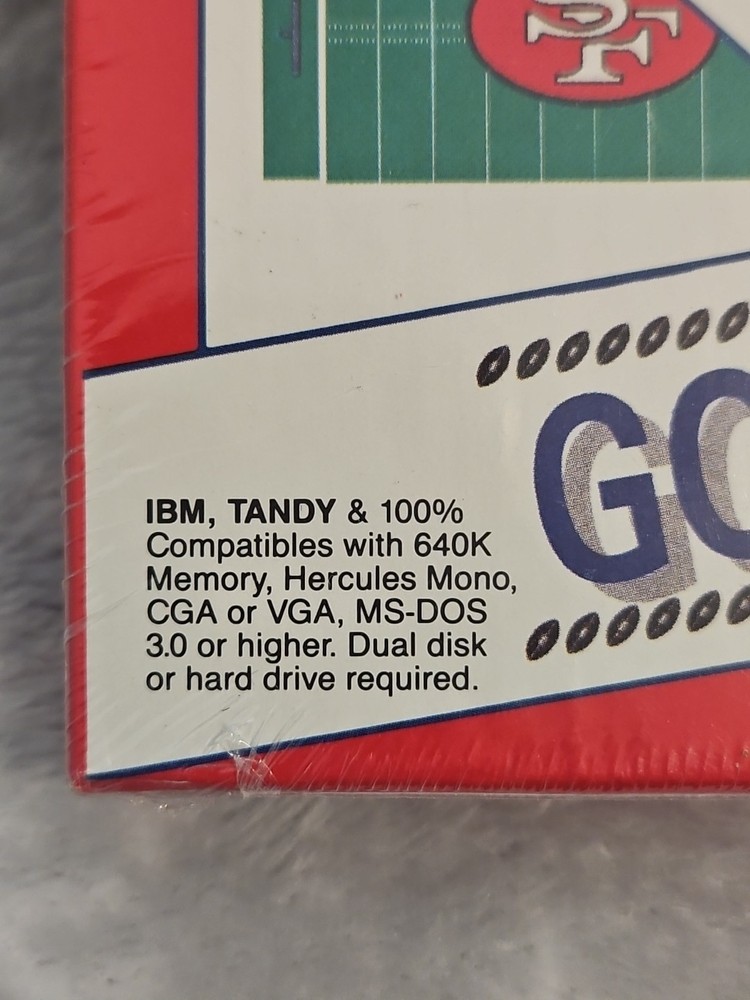 SF
GO
IBM, TANDY & 100%
Compatibles with 640K
Memory, Hercules Mono,
CGA or VGA, MS-DOS
3.0 or higher. Dual disk
or hard drive required.